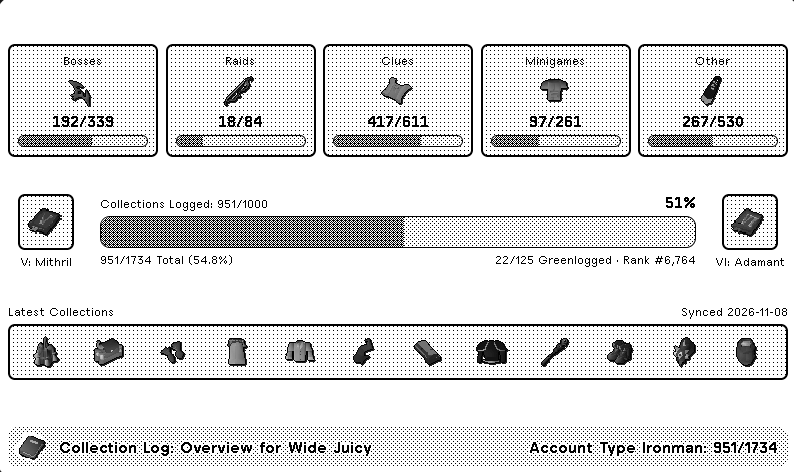 Bosses
Raids
Clues
Minigames
Other
192/339
18/84
417/611
97/261
267/530
Collections Logged: 951/1000
51%
V: Mithril
951/1734 Total (54.8%)
22/125 Greenlogged · Rank #6,764
VI: Adamant
Latest Collections
Synced 2026-11-08
Collection Log: Overview for Wide Juicy
Account Type Ironman: 951/1734